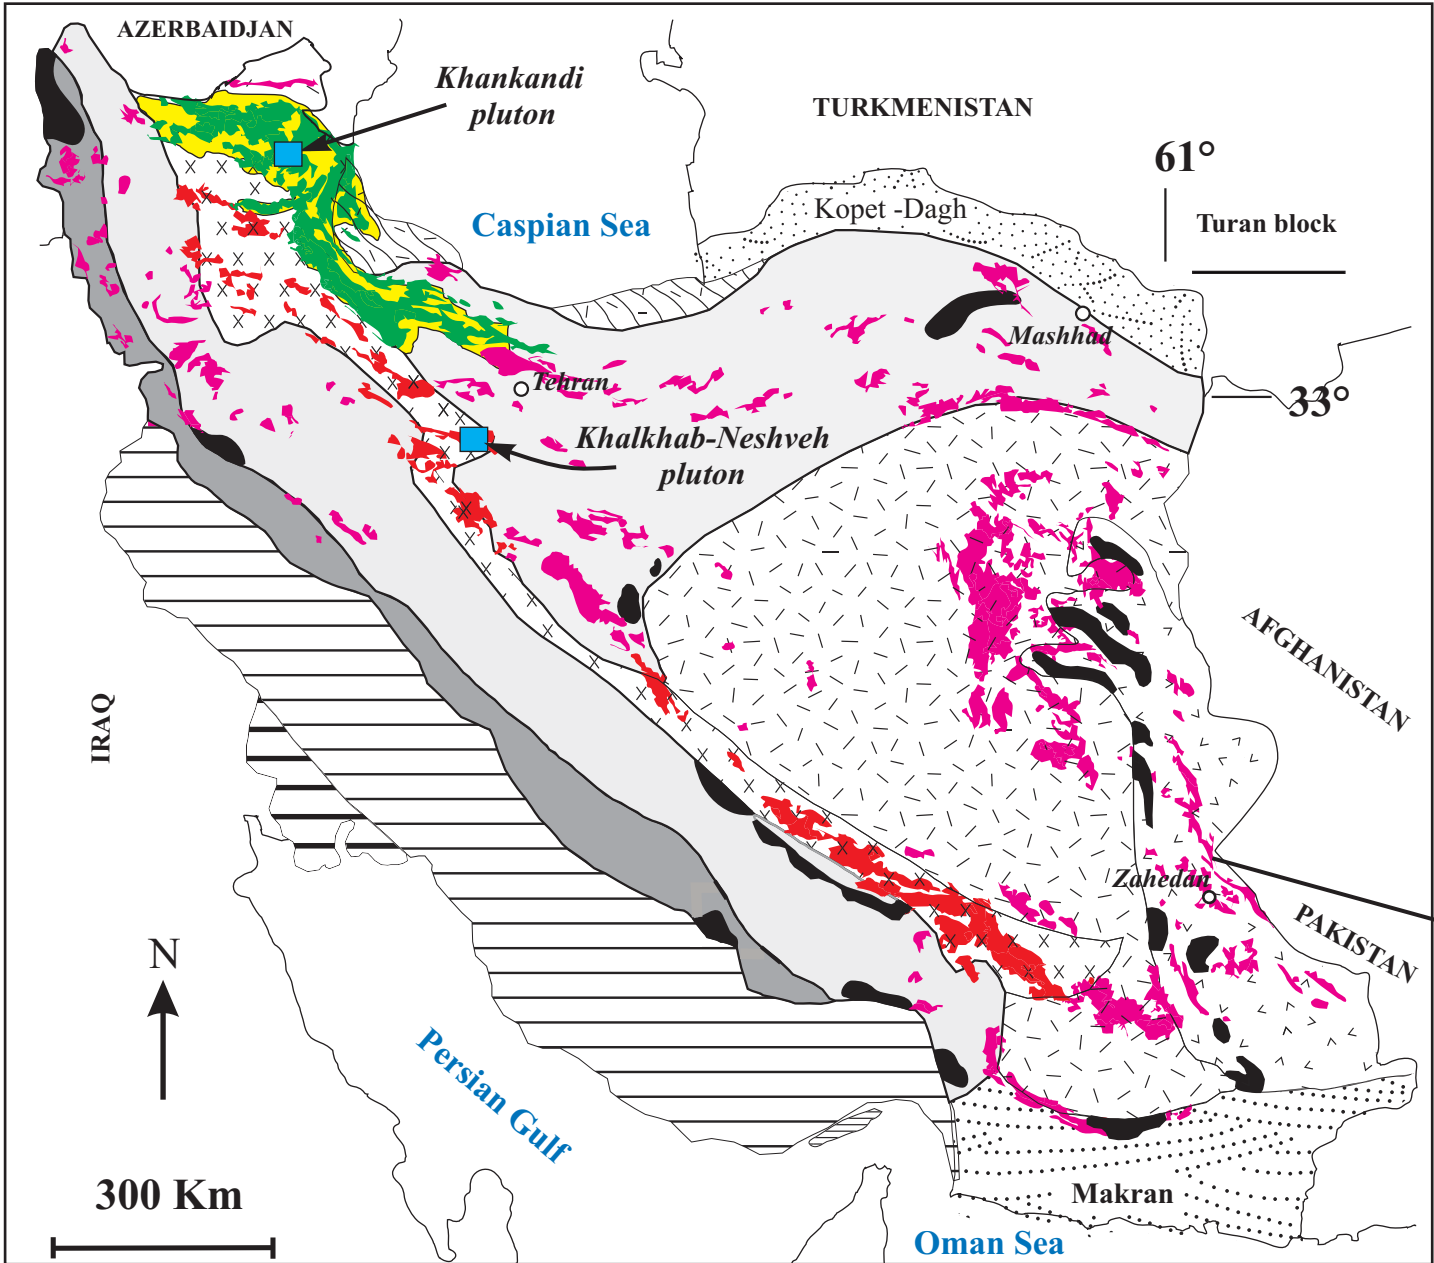 AZERBAIDJAN
Khankandi
pluton
TURKMENISTAN
61°
Kopet -Dagh
Caspian Sea
Turan block
Mashhad
Tehran
33°
Khalkhab-Neshveh
pluton
AFGHANISTAN
IRAQ
Zahedan
PAKISTAN
N
Persian Gulf
300 Km
Makran
Oman Sea